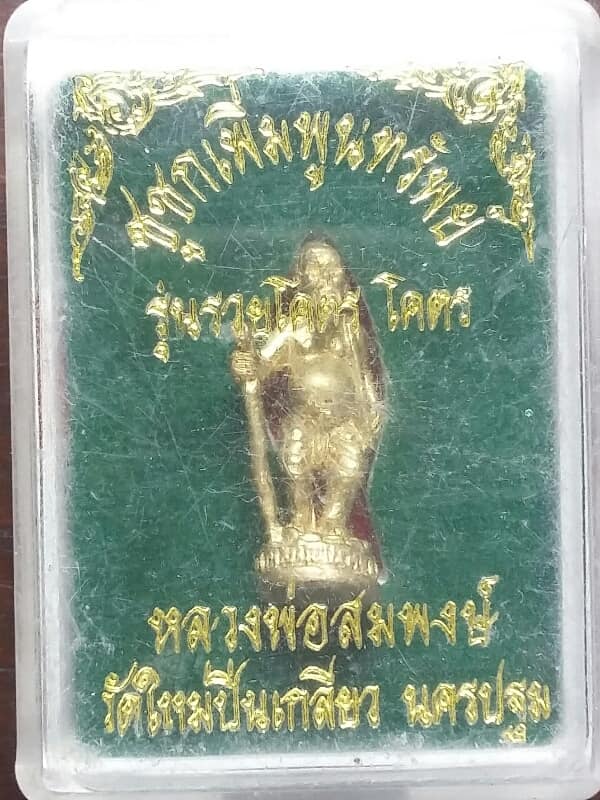 ชูชกเพิ่มพูนทรัพย์
รุ่นรวยโคตร โคตร
หลวงพ่อสมพงษ์
วัดใหม่ปิ่นเกลียว นครปฐม